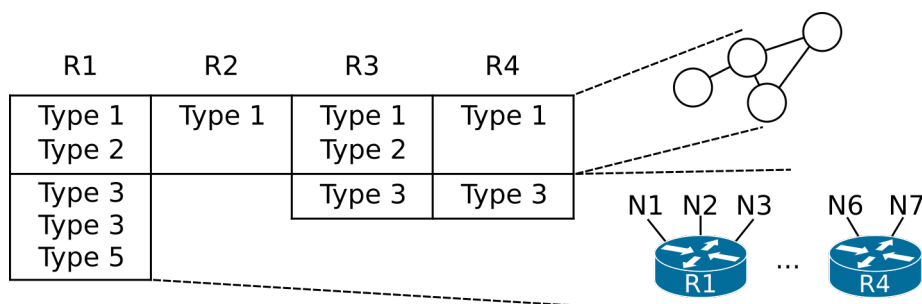 R1 R2 R3 R4
Type 1 Type 1 Type 1 Type 1
Type 2 Type 2
Type 3 Type 3 Type 3
Type 3
Type 5
N1 N2 N3 N6 N7
...
R1 R4